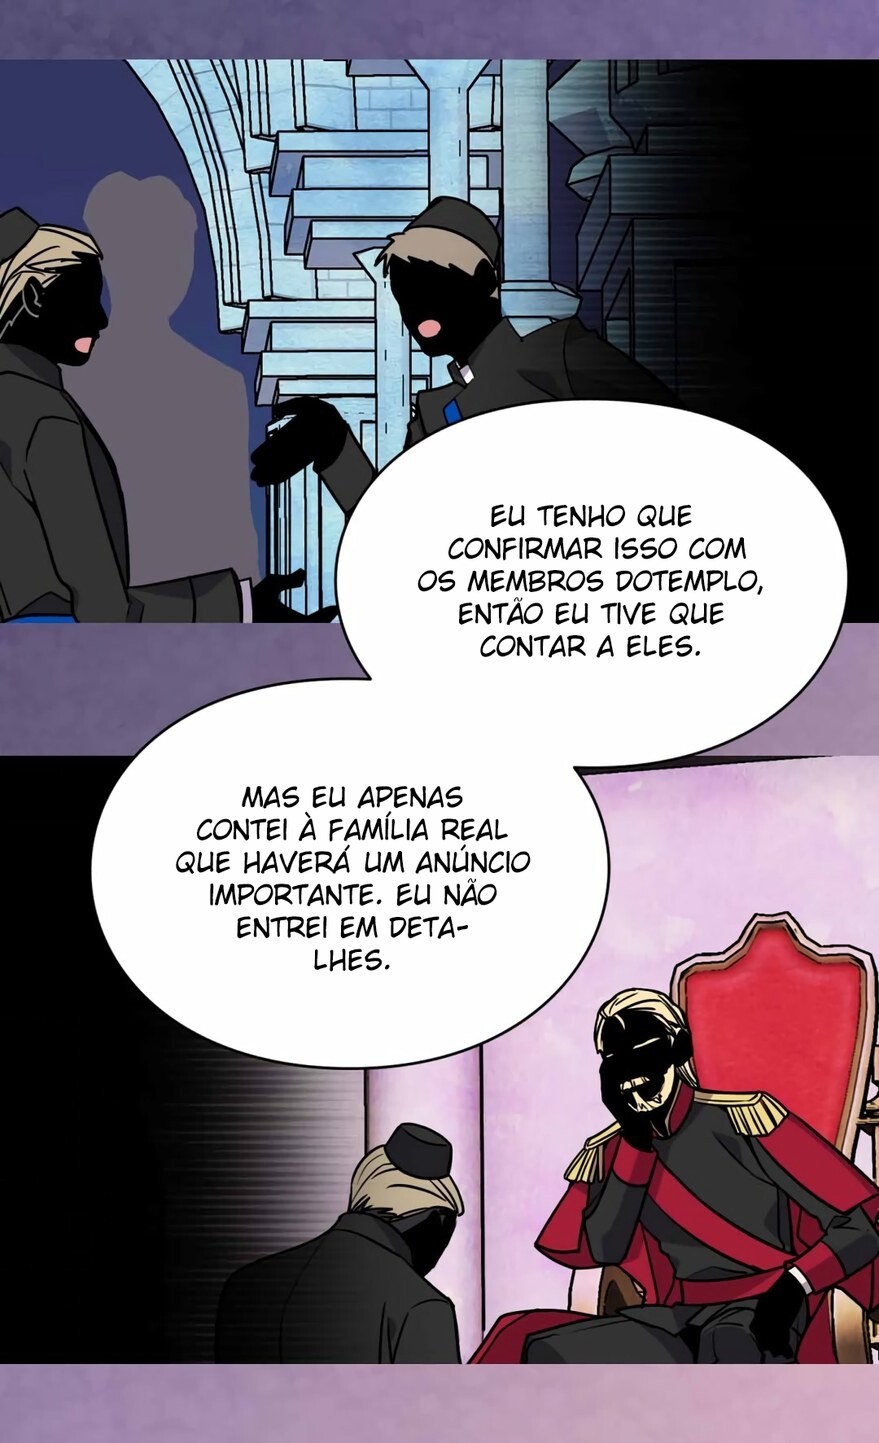 EU TENHO QUE
CONFIRMAR ISSO COM
OS MEMBROS DOTEMPLO,
ENTÃO EU TIVE QUE
CONTAR A ELES.
MAS EU APENAS
CONTEI À FAMÍLIA REAL
QUE HAVERÁ UM ANÚNCIO
IMPORTANTE. EU NÃO
ENTREI EM DETA-
LHES.